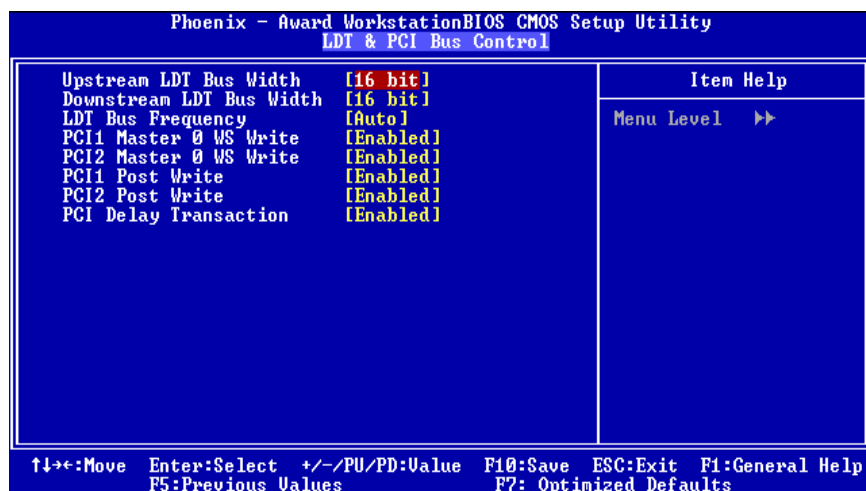 Phoenix - Award WorkstationBIOS CMOS Setup Utility
LDT & PCI Bus Control
Upstream LDT Bus Width [16 bit]
Downstream LDT Bus Width [16 bit]
LDT Bus Frequency [Auto]
PCI1 Master 0 WS Write [Enabled]
PCI2 Master 0 WS Write [Enabled]
PCI1 Post Write [Enabled]
PCI2 Post Write [Enabled]
PCI Delay Transaction [Enabled]
Item Help
Menu Level ▸▸
↑↓→←:Move Enter:Select +/-/PU/PD:Value F10:Save ESC:Exit F1:General Help
F5:Previous Values F7: Optimized Defaults